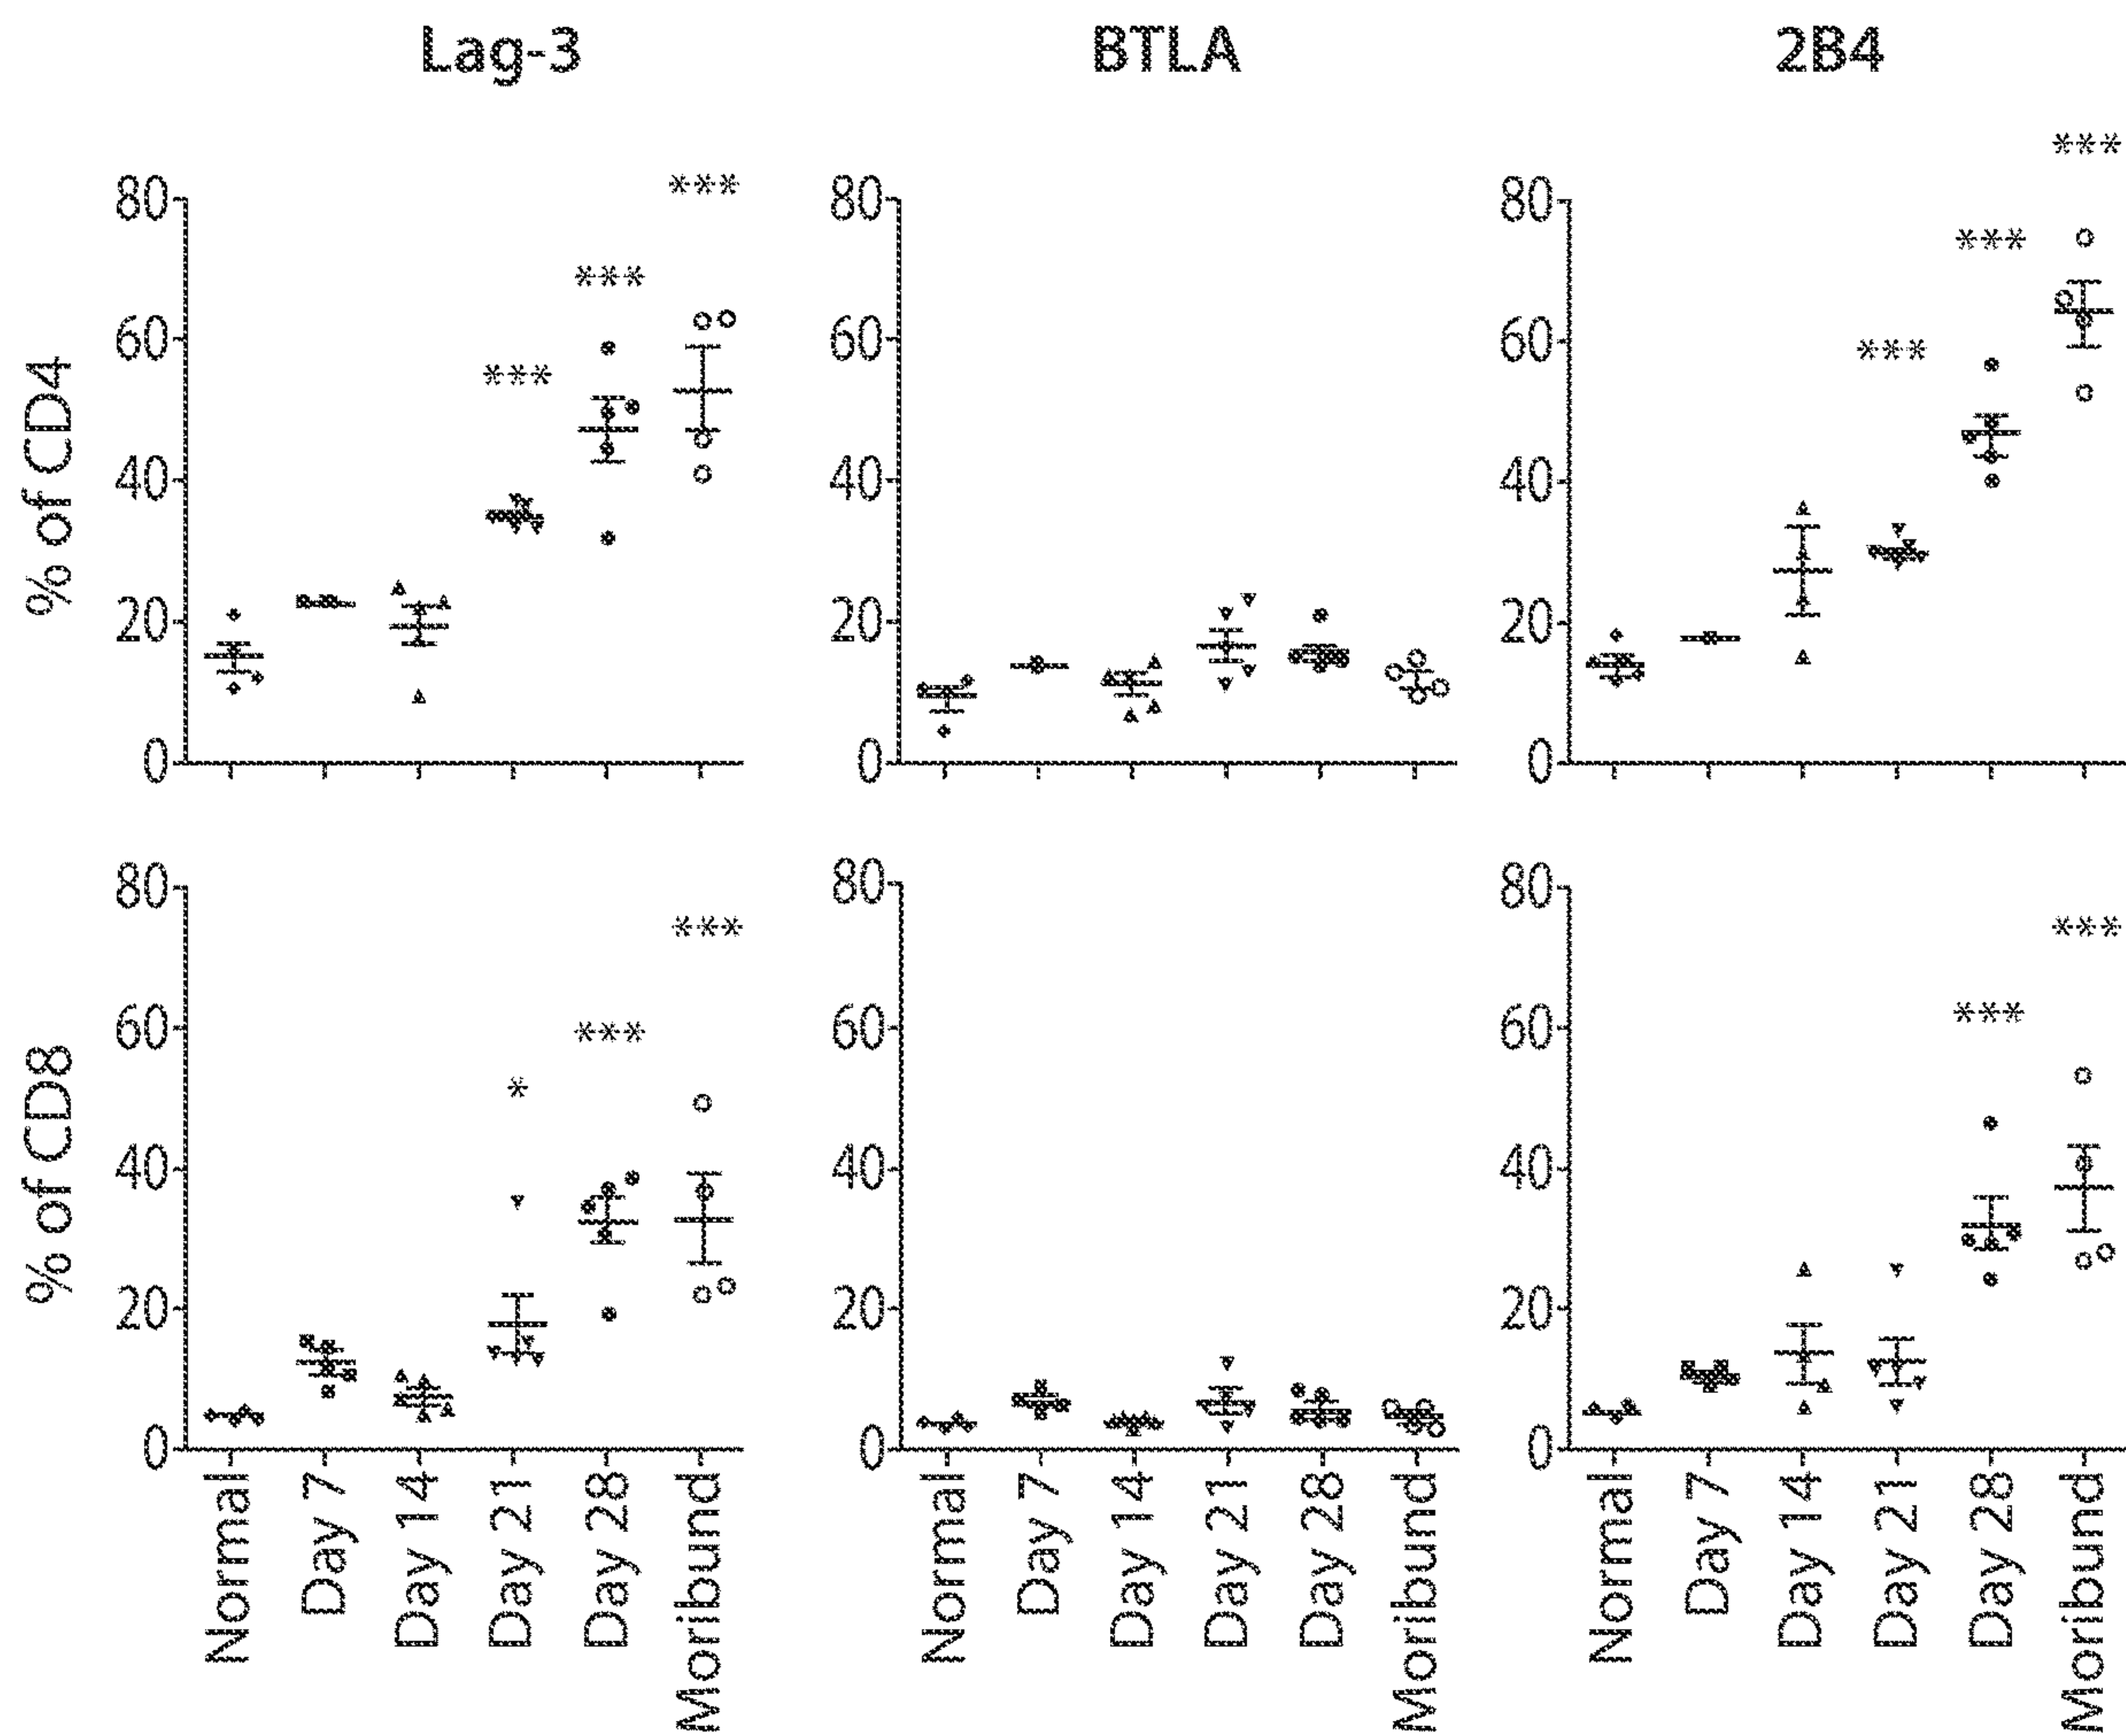 Lag-3 BTLA 2B4
***
*** *** ***
80 80 80
*** ***
60 60 60
*** ***
40 40 40
20 20 20
0 0 0
% of CD4
80 80 80
*** ***
60 60 60
*** ***
*
40 40 40
20 20 20
0 0 0
% of CD8
Normal Day 7 Day 14 Day 21 Day 28 Moribund
Normal Day 7 Day 14 Day 21 Day 28 Moribund
Normal Day 7 Day 14 Day 21 Day 28 Moribund